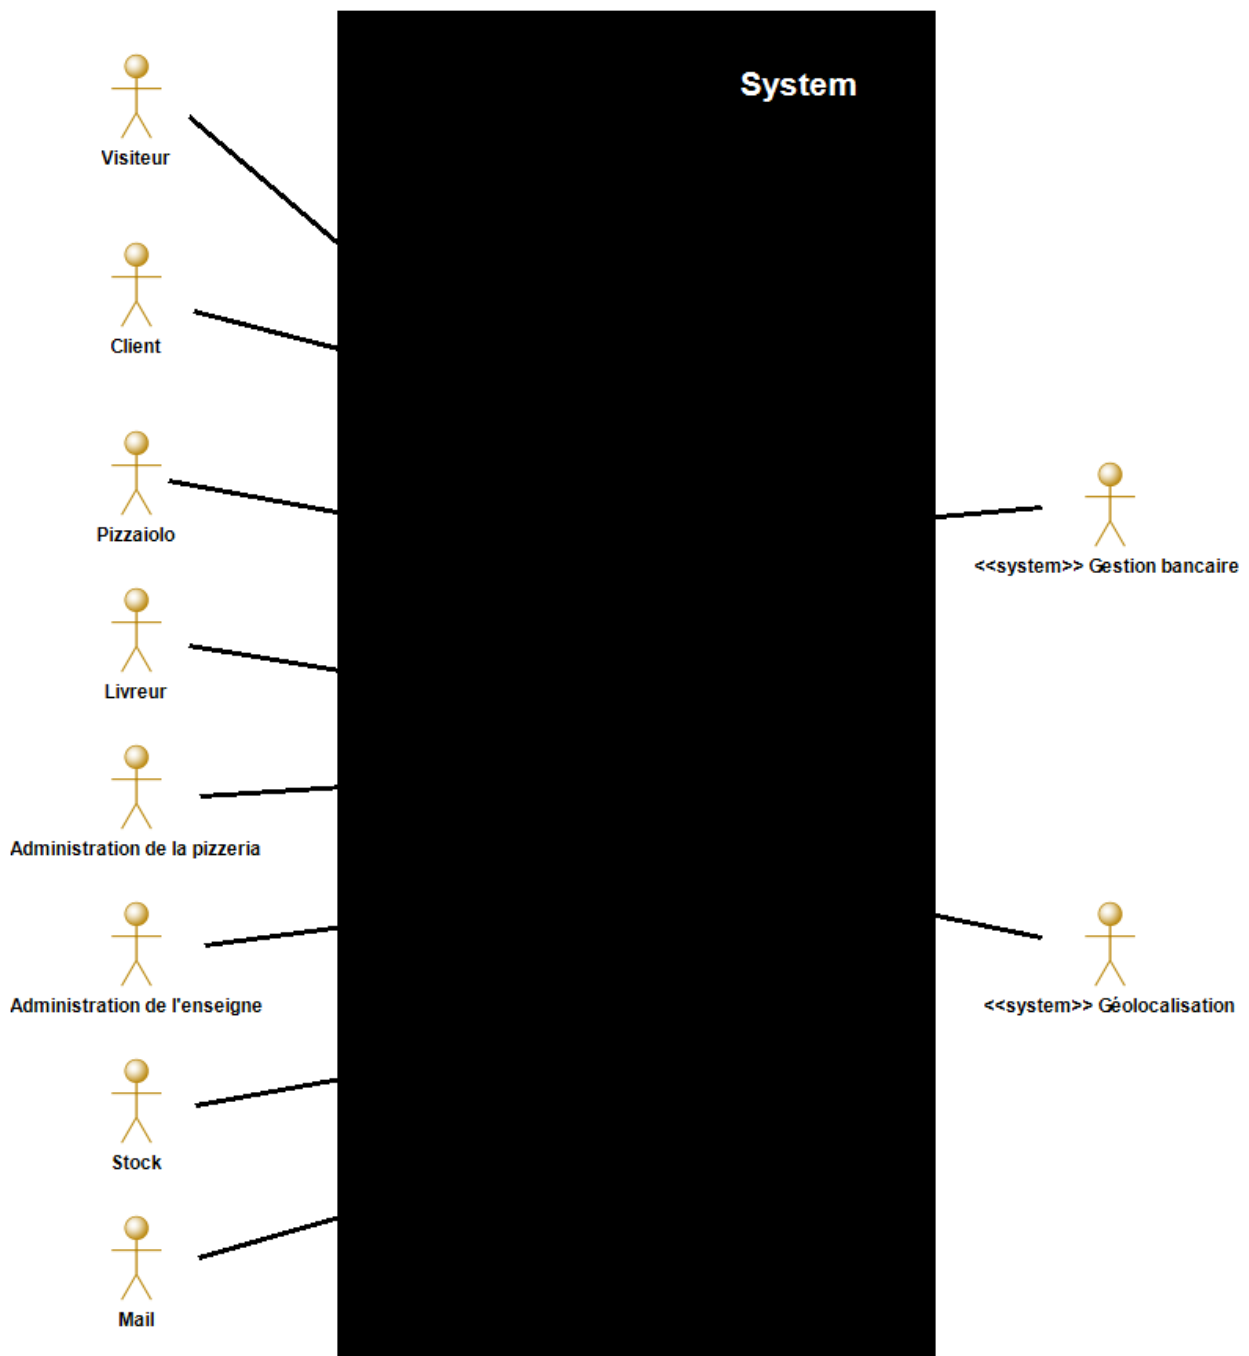 System
Visiteur
Client
Pizzaiolo
<<system>> Gestion bancaire
Livreur
Administration de la pizzeria
Administration de l'enseigne
<<system>> Géolocalisation
Stock
Mail